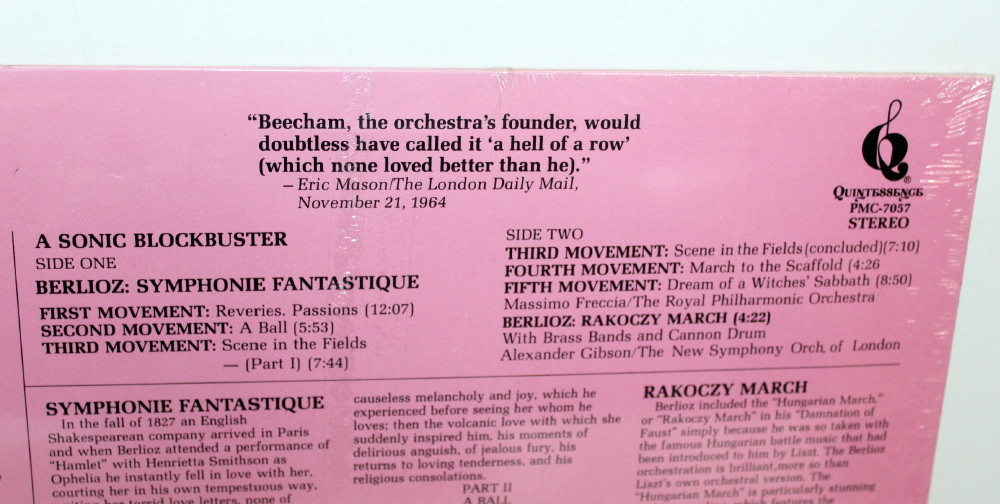 “Beecham, the orchestra's founder, would
doubtless have called it ‘a hell of a row’
(which none loved better than he).”
– Eric Mason/The London Daily Mail,
November 21, 1964
QUINTESSENCE®
PMC-7057
STEREO
A SONIC BLOCKBUSTER
SIDE ONE
BERLIOZ: SYMPHONIE FANTASTIQUE
FIRST MOVEMENT: Reveries. Passions (12:07)
SECOND MOVEMENT: A Ball (5:53)
THIRD MOVEMENT: Scene in the Fields
— (Part I) (7:44)
SIDE TWO
THIRD MOVEMENT: Scene in the Fields (concluded)(7:10)
FOURTH MOVEMENT: March to the Scaffold (4:26
FIFTH MOVEMENT: Dream of a Witches' Sabbath (8:50)
Massimo Freccia/The Royal Philharmonic Orchestra
BERLIOZ: RAKOCZY MARCH (4:22)
With Brass Bands and Cannon Drum
Alexander Gibson/The New Symphony Orch. of London
SYMPHONIE FANTASTIQUE
In the fall of 1827 an English
Shakespearean company arrived in Paris
and when Berlioz attended a performance of
“Hamlet” with Henrietta Smithson as
Ophelia he instantly fell in love with her,
courting her in his own tempestuous way,
writing her torrid love letters, none of
causeless melancholy and joy, which he
experienced before seeing her whom he
loves; then the volcanic love with which she
suddenly inspired him, his moments of
delirious anguish, of jealous fury, his
returns to loving tenderness, and his
religious consolations.
PART II
A BALL
RAKOCZY MARCH
Berlioz included the “Hungarian March,”
or “Rakoczy March” in his “Damnation of
Faust” simply because he was so taken with
the famous Hungarian battle music that had
been introduced to him by Liszt. The Berlioz
orchestration is brilliant, more so than
Liszt's own orchestral version. The
“Hungarian March” is particularly stunning
which features the